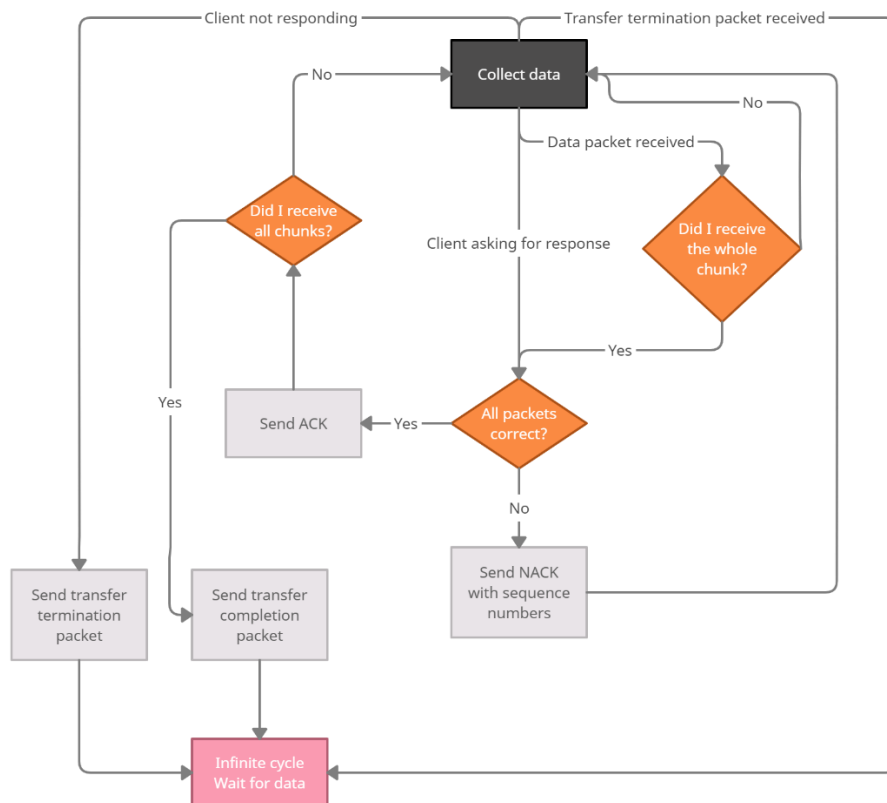 Client not responding
Transfer termination packet received
No
Collect data
No
Data packet received
Did I receive
all chunks?
Did I receive
the whole
chunk?
Client asking for response
Yes
Yes
All packets
correct?
Send ACK
Yes
No
Send transfer
termination
packet
Send transfer
completion
packet
Send NACK
with sequence
numbers
Infinite cycle
Wait for data